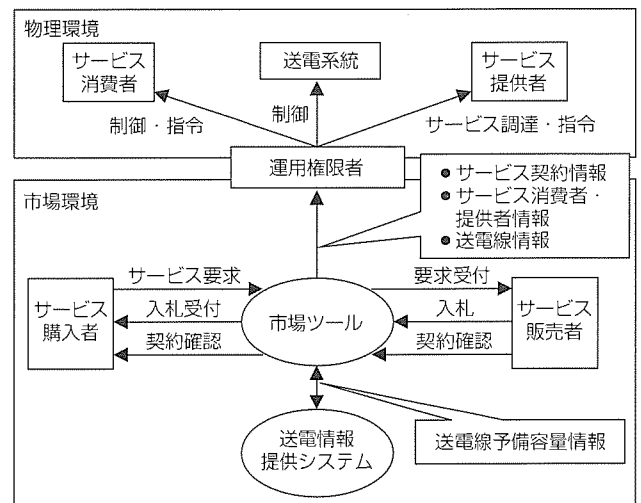 物理環境
サービス
消費者
送電系統
サービス
提供者
制御・指令
制御
サービス調達・指令
運用権限者
● サービス契約情報
● サービス消費者・
提供者情報
● 送電線情報
市場環境
サービス
購入者
サービス要求
入札受付
契約確認
市場ツール
要求受付
入札
契約確認
サービス
販売者
送電情報
提供システム
送電線予備容量情報